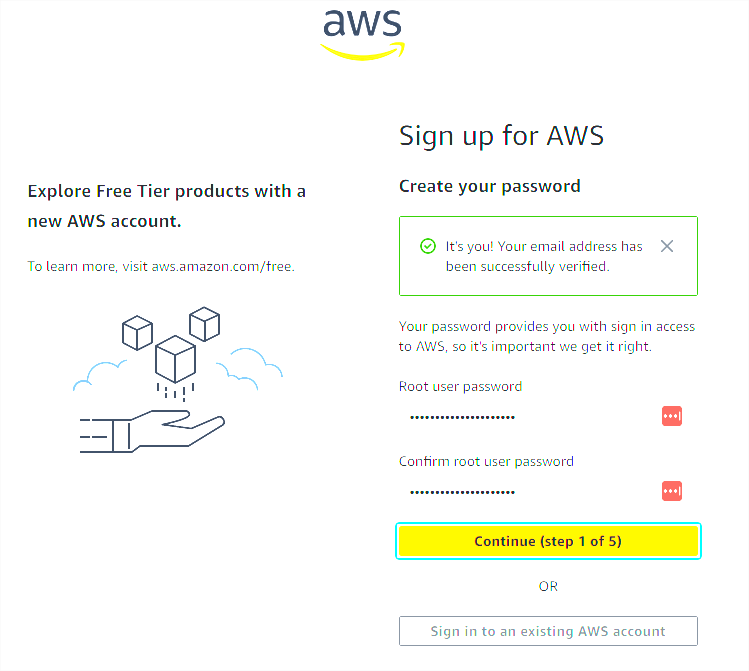 aws
Sign up for AWS
Explore Free Tier products with a
new AWS account.
To learn more, visit aws.amazon.com/free.
Create your password
It's you! Your email address has
been successfully verified.
Your password provides you with sign in access
to AWS, so it's important we get it right.
Root user password
•••••••••••••••••••••
Confirm root user password
•••••••••••••••••••••
Continue (step 1 of 5)
OR
Sign in to an existing AWS account